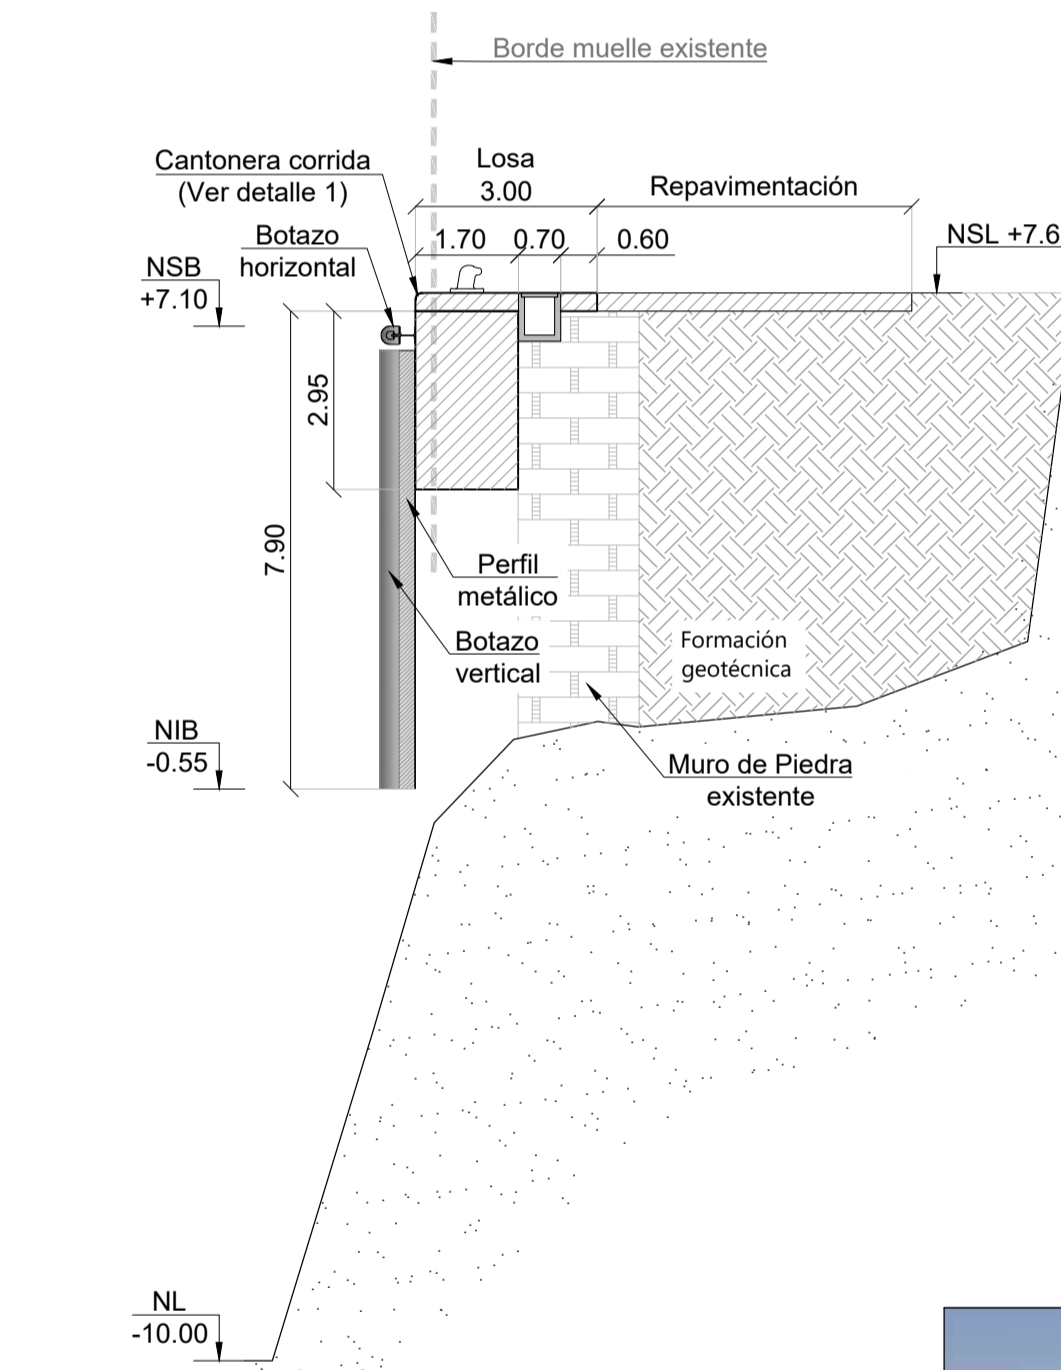 Borde muelle existente
Cantonera corrida
(Ver detalle 1)
Losa
3.00
Repavimentación
Botazo
horizontal
1.70 0.70 0.60
NSL +7.6
NSB
+7.10
2.95
7.90
Perfil
metálico
Botazo
vertical
Formación
geotécnica
NIB
-0.55
Muro de Piedra
existente
NL
-10.00